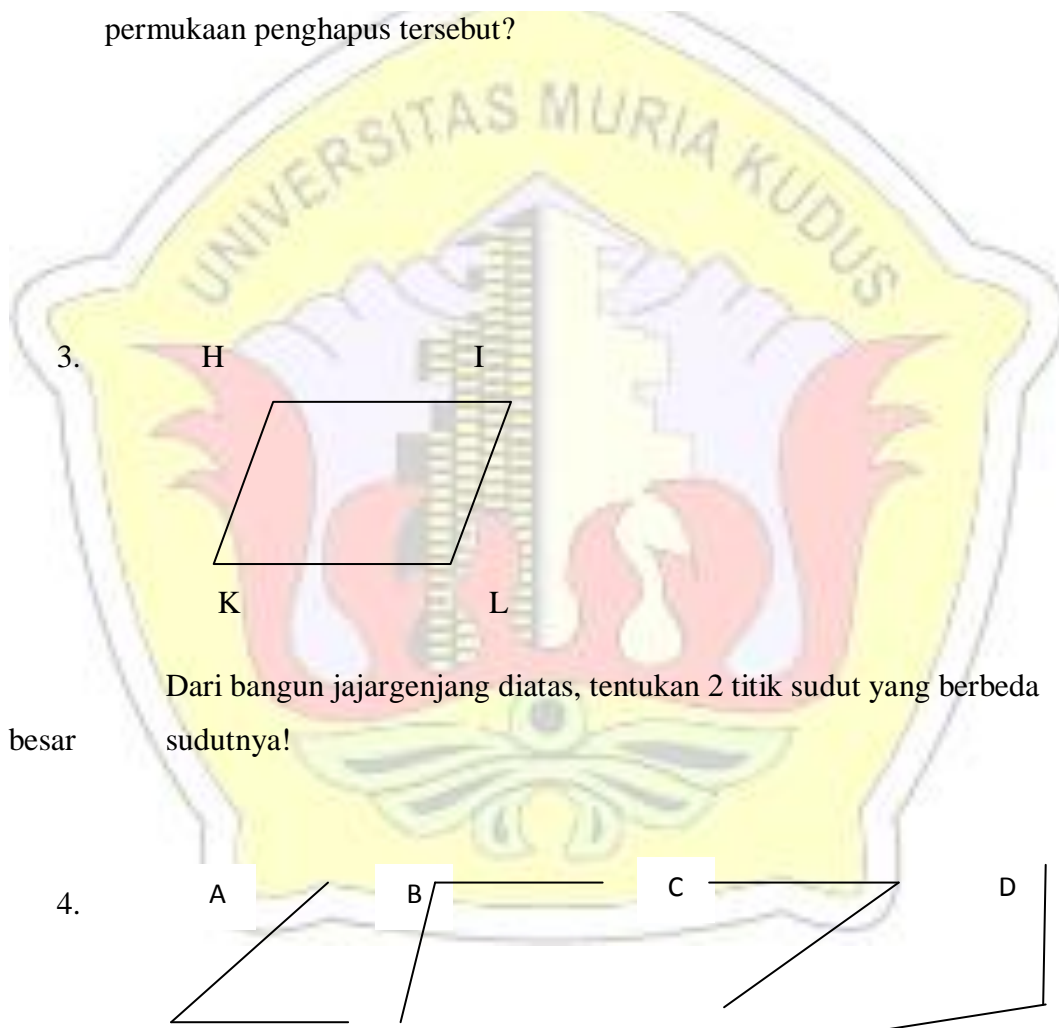 permukaan penghapus tersebut?
UNIVERSITAS MURIA KUDUS
3. H I
K L
Dari bangun jajargenjang diatas, tentukan 2 titik sudut yang berbeda
besar sudutnya!
4. A B C D